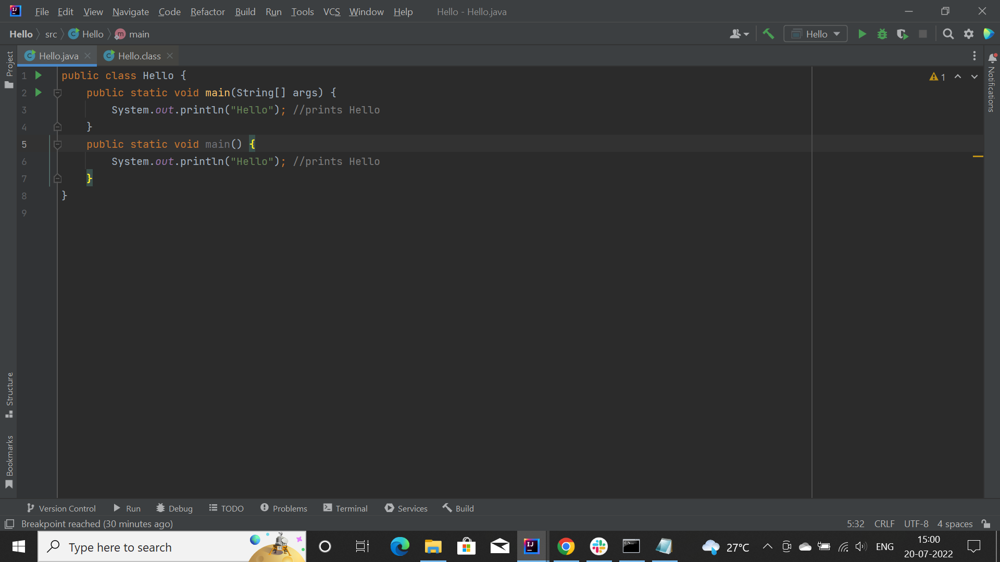 File Edit View Navigate Code Refactor Build Run Tools VCS Window Help Hello - Hello.java
Hello src Hello main Hello
Project
Hello.java Hello.class
1 public class Hello {
2 public static void main(String[] args) {
3 System.out.println("Hello"); //prints Hello
4 }
5 public static void main() {
6 System.out.println("Hello"); //prints Hello
7 }
8 }
9
1
Notifications
Structure
Bookmarks
Version Control Run Debug TODO Problems Terminal Services Build
Breakpoint reached (30 minutes ago) 5:32 CRLF UTF-8 4 spaces
Type here to search 27°C ENG 15:00
20-07-2022